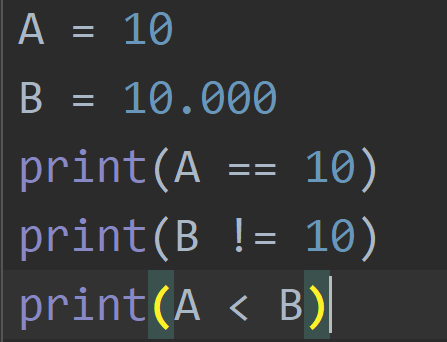 A = 10
B = 10.000
print(A == 10)
print(B != 10)
print(A < B)